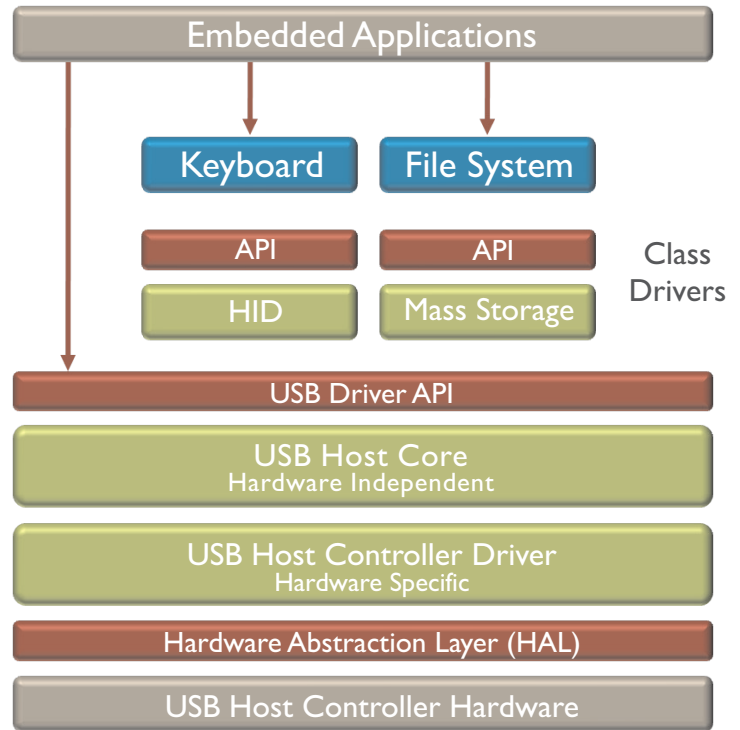 Embedded Applications
Keyboard
File System
API
API
Class
Drivers
HID
Mass Storage
USB Driver API
USB Host Core
Hardware Independent
USB Host Controller Driver
Hardware Specific
Hardware Abstraction Layer (HAL)
USB Host Controller Hardware